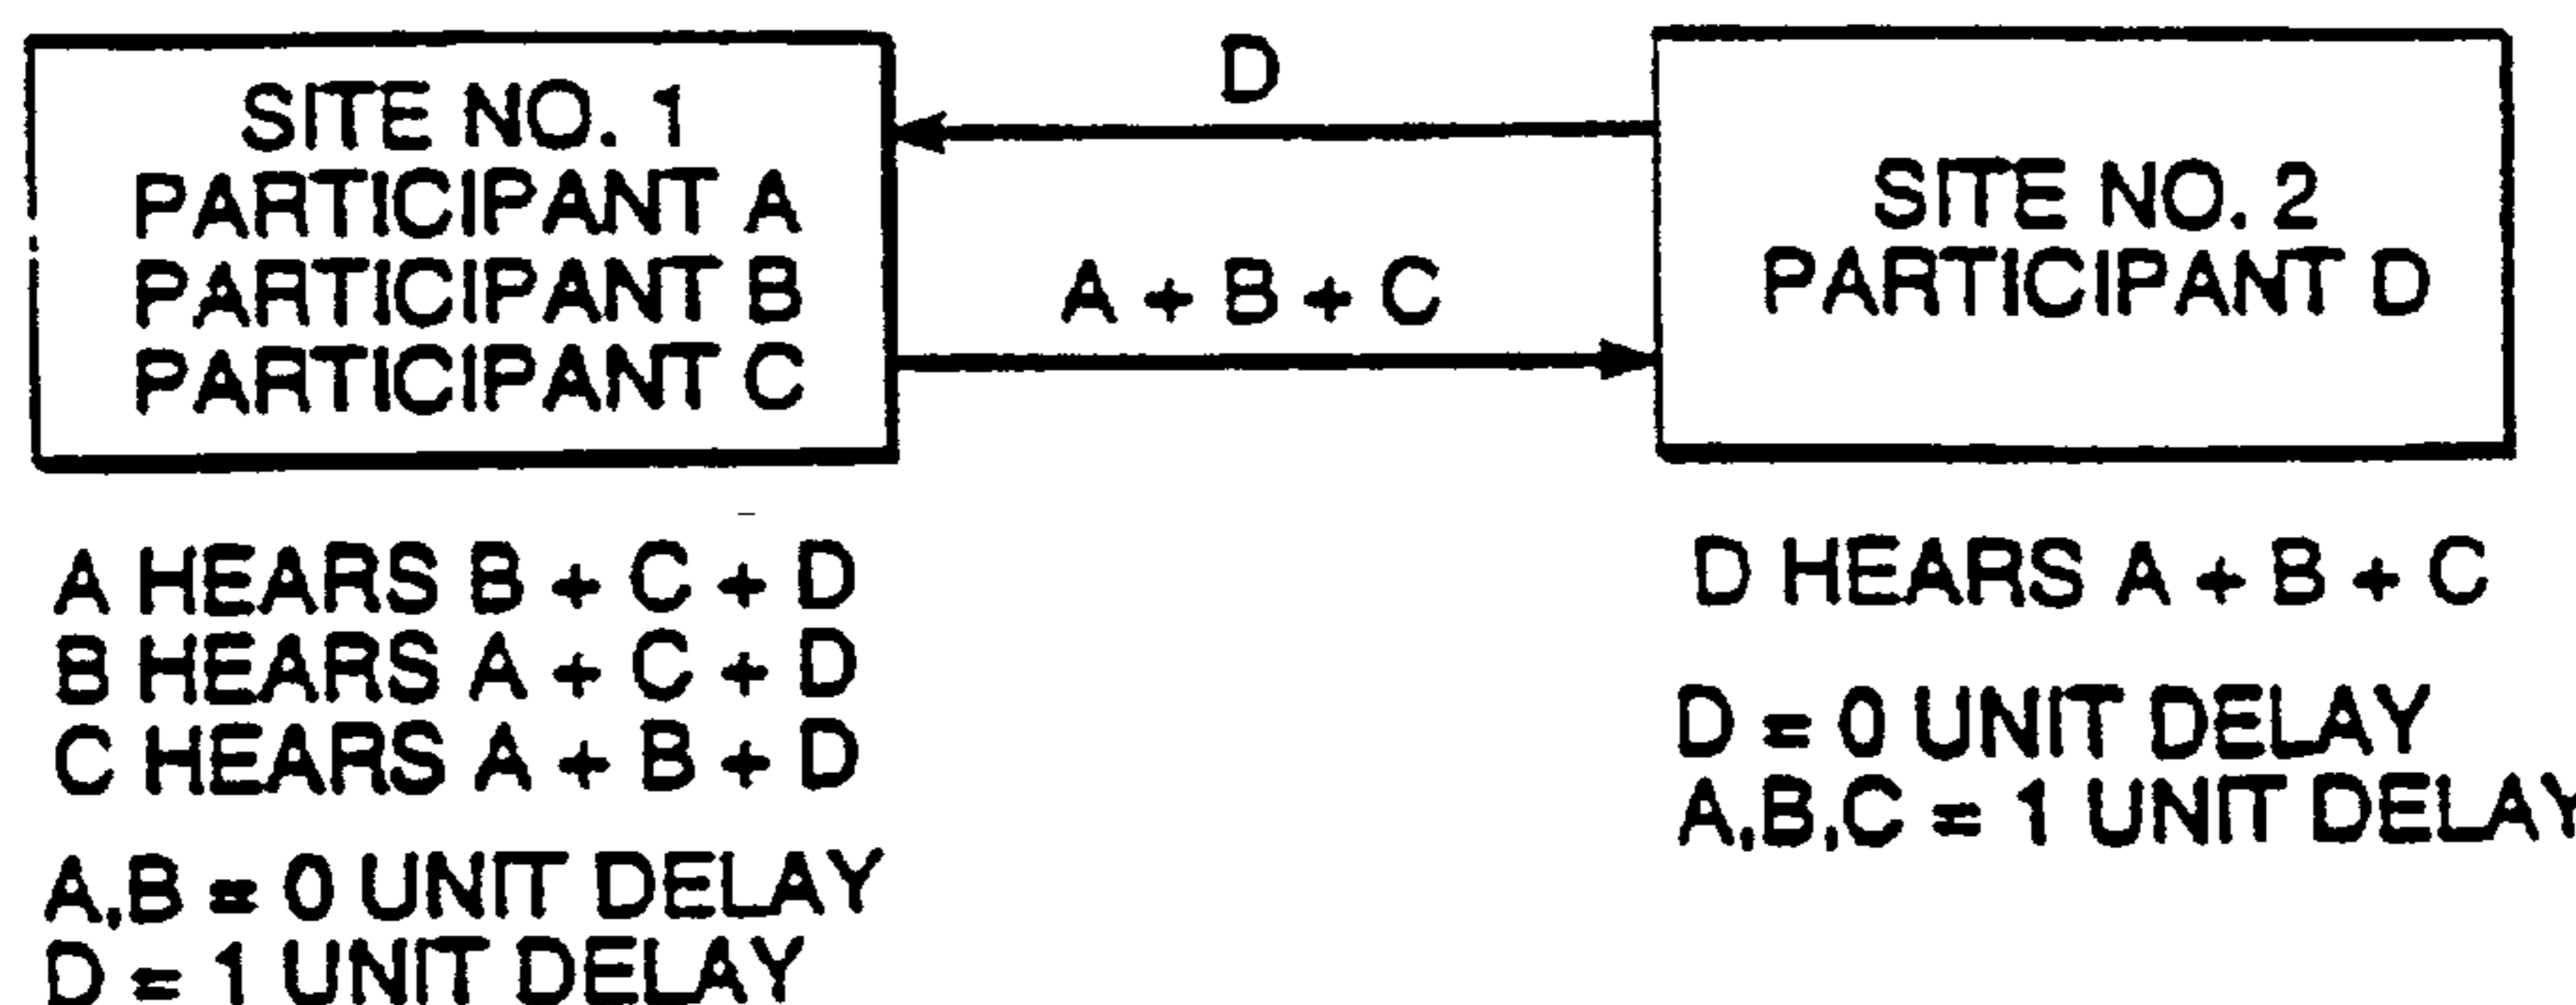 SITE NO. 1
PARTICIPANT A
PARTICIPANT B
PARTICIPANT C
D
A + B + C
SITE NO. 2
PARTICIPANT D
A HEARS B + C + D
B HEARS A + C + D
C HEARS A + B + D
A,B = 0 UNIT DELAY
D = 1 UNIT DELAY
D HEARS A + B + C
D = 0 UNIT DELAY
A,B,C = 1 UNIT DELAY